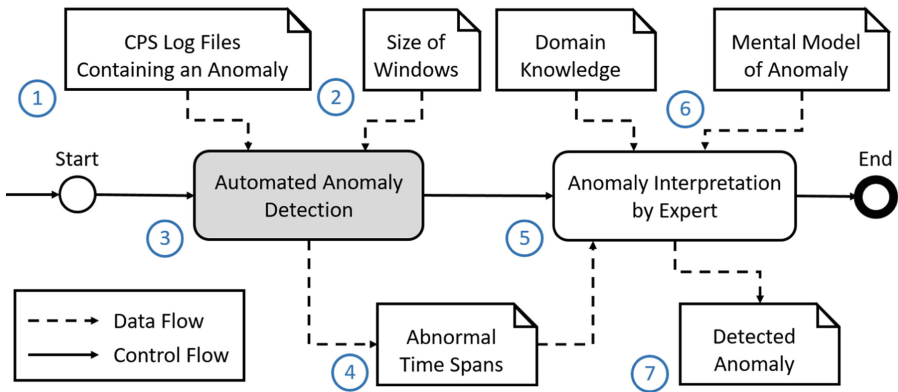 CPS Log Files
Containing an Anomaly
Size of
Windows
Domain
Knowledge
Mental Model
of Anomaly
1
2
6
Start
End
Automated Anomaly
Detection
Anomaly Interpretation
by Expert
3
5
Data Flow
Control Flow
Abnormal
Time Spans
Detected
Anomaly
4
7